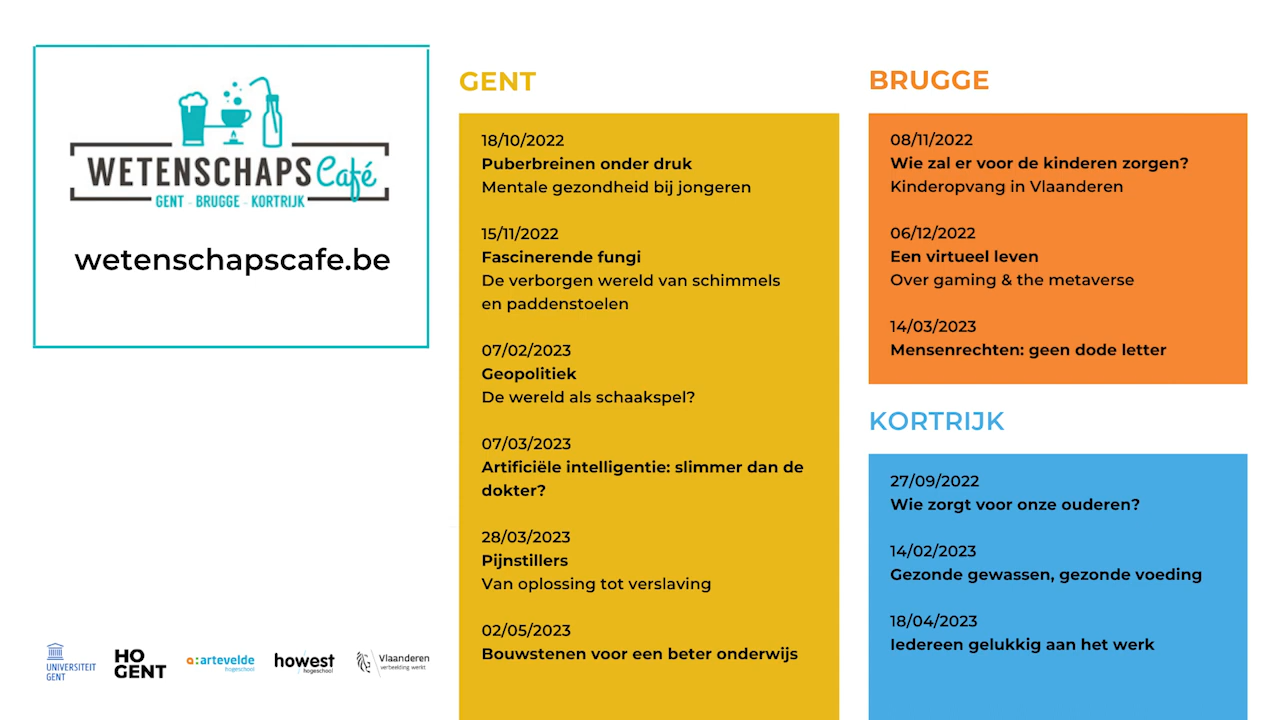 WETENSCHAPSCafé
GENT - BRUGGE - KORTRIJK
wetenschapscafe.be
GENT
18/10/2022
Puberbreinen onder druk
Mentale gezondheid bij jongeren
15/11/2022
Fascinerende fungi
De verborgen wereld van schimmels
en paddenstoelen
07/02/2023
Geopolitiek
De wereld als schaakspel?
07/03/2023
Artificiële intelligentie: slimmer dan de
dokter?
28/03/2023
Pijnstillers
Van oplossing tot verslaving
02/05/2023
Bouwstenen voor een beter onderwijs
BRUGGE
08/11/2022
Wie zal er voor de kinderen zorgen?
Kinderopvang in Vlaanderen
06/12/2022
Een virtueel leven
Over gaming & the metaverse
14/03/2023
Mensenrechten: geen dode letter
KORTRIJK
27/09/2022
Wie zorgt voor onze ouderen?
14/02/2023
Gezonde gewassen, gezonde voeding
18/04/2023
Iedereen gelukkig aan het werk
UNIVERSITEIT
GENT
HO
GENT
a:artevelde
hogeschool
howest
hogeschool
Vlaanderen
verbeelding werkt